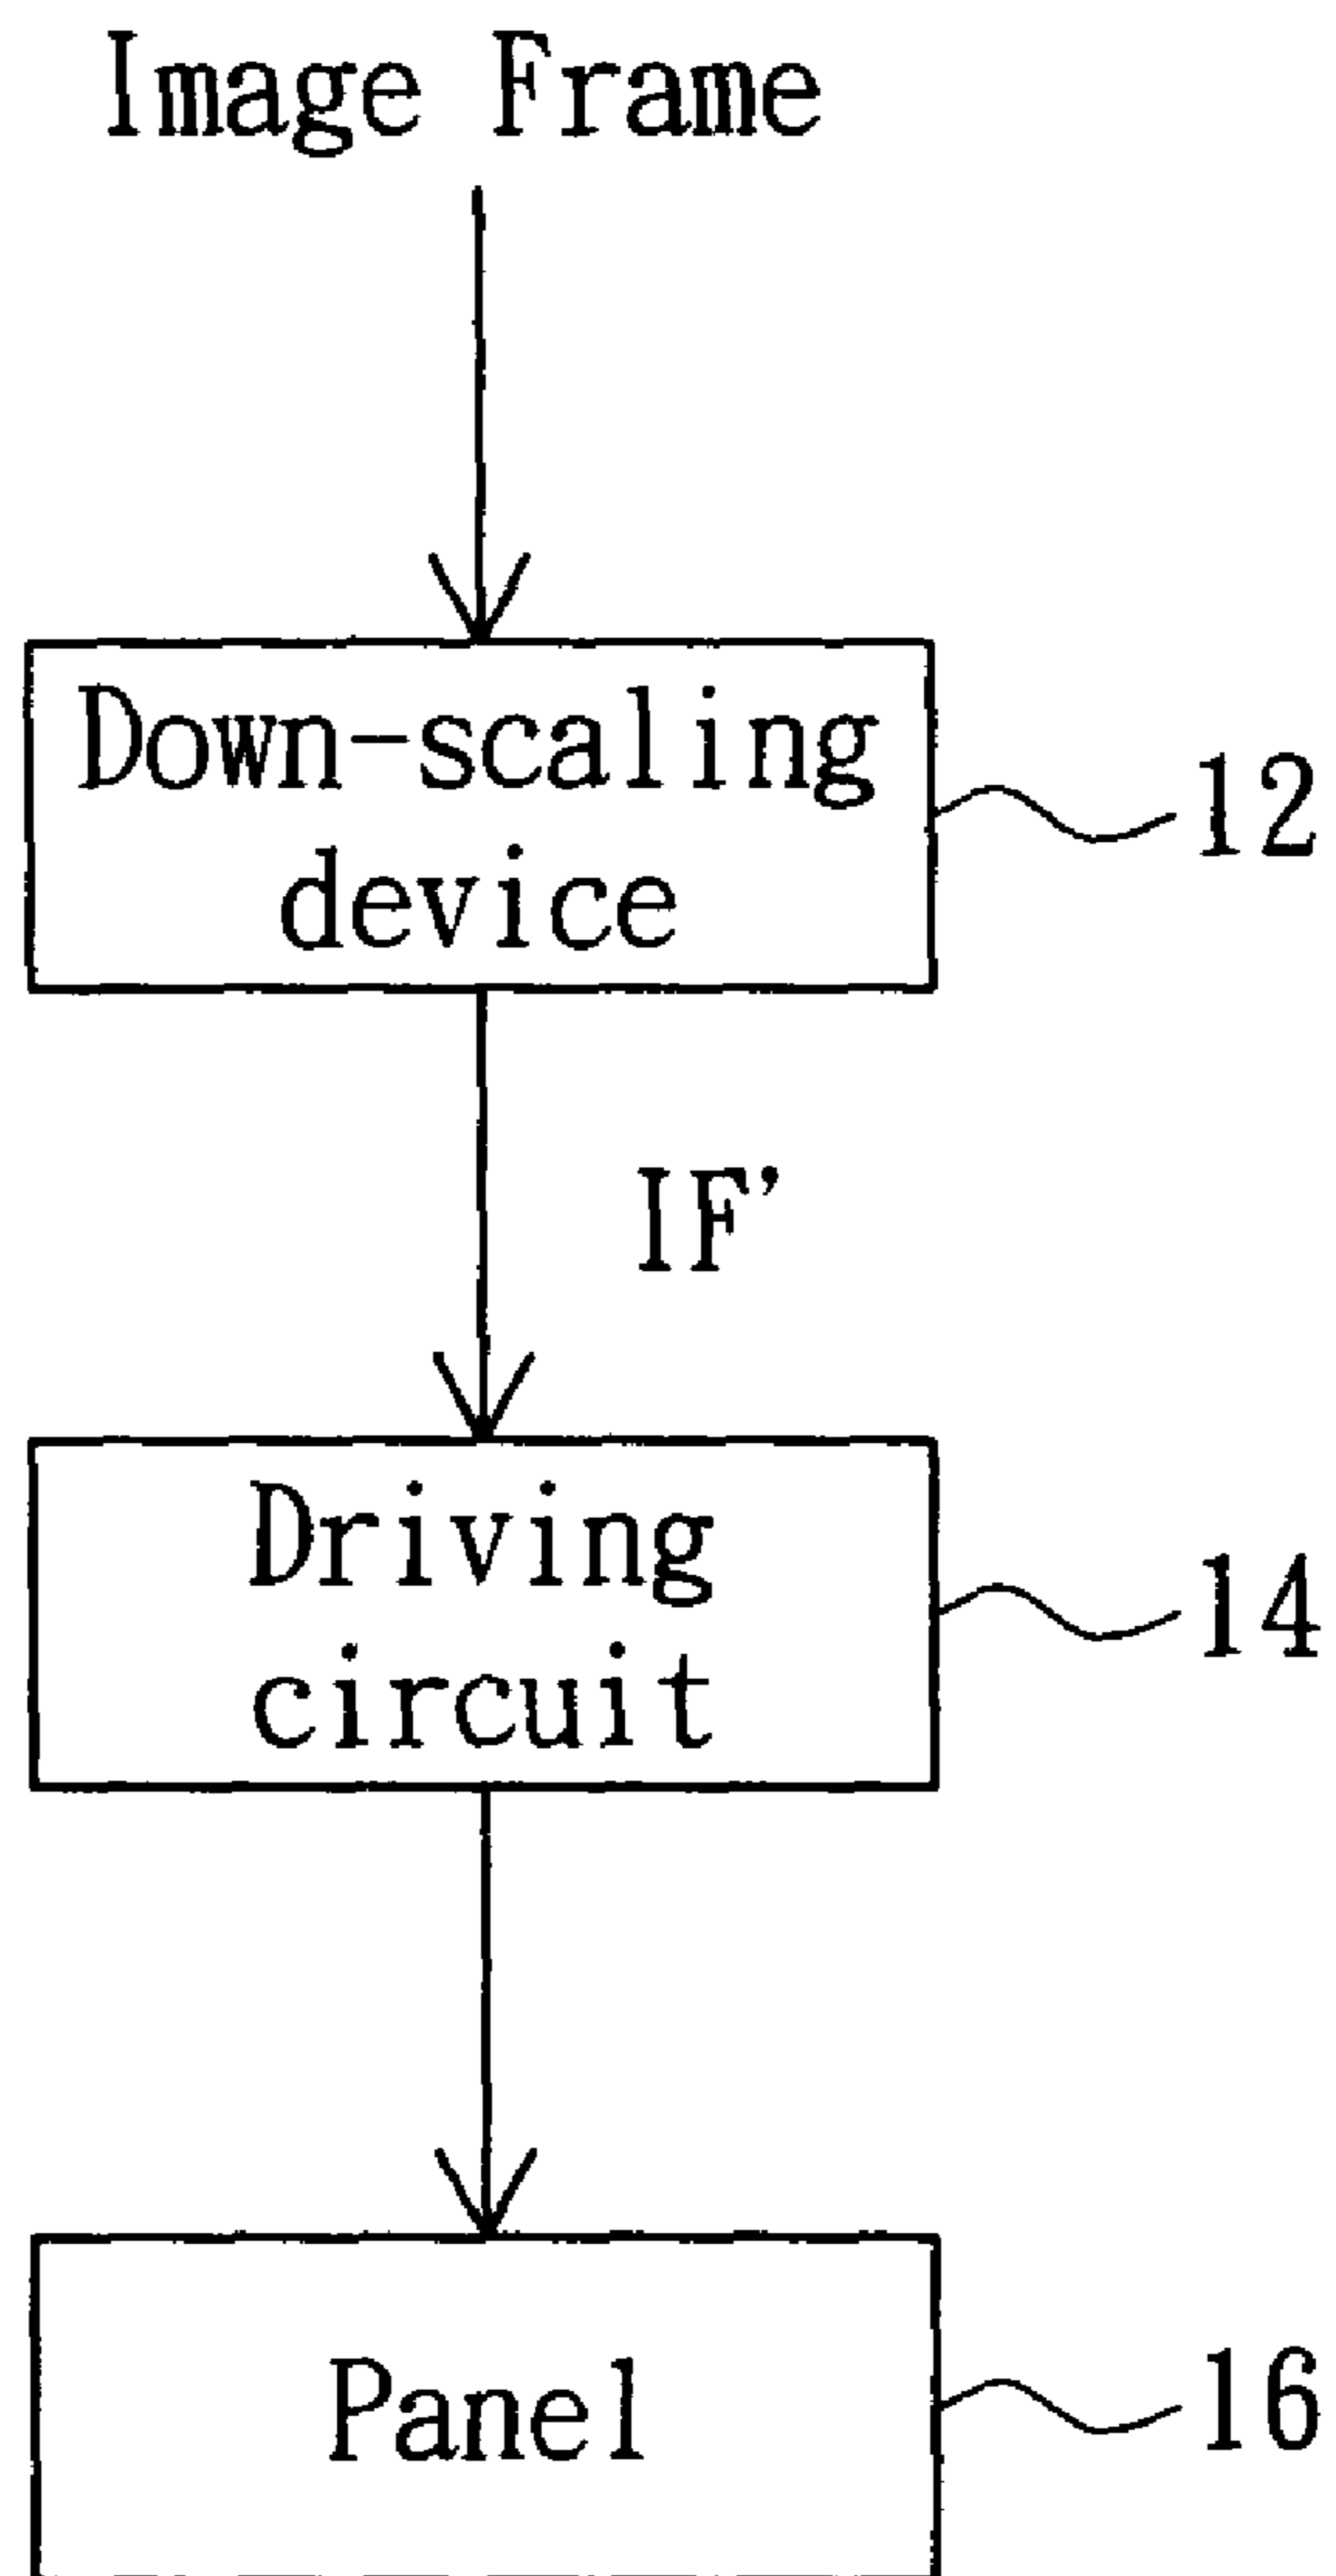 Image Frame
Down-scaling
device
12
IF'
Driving
circuit
14
Panel
16